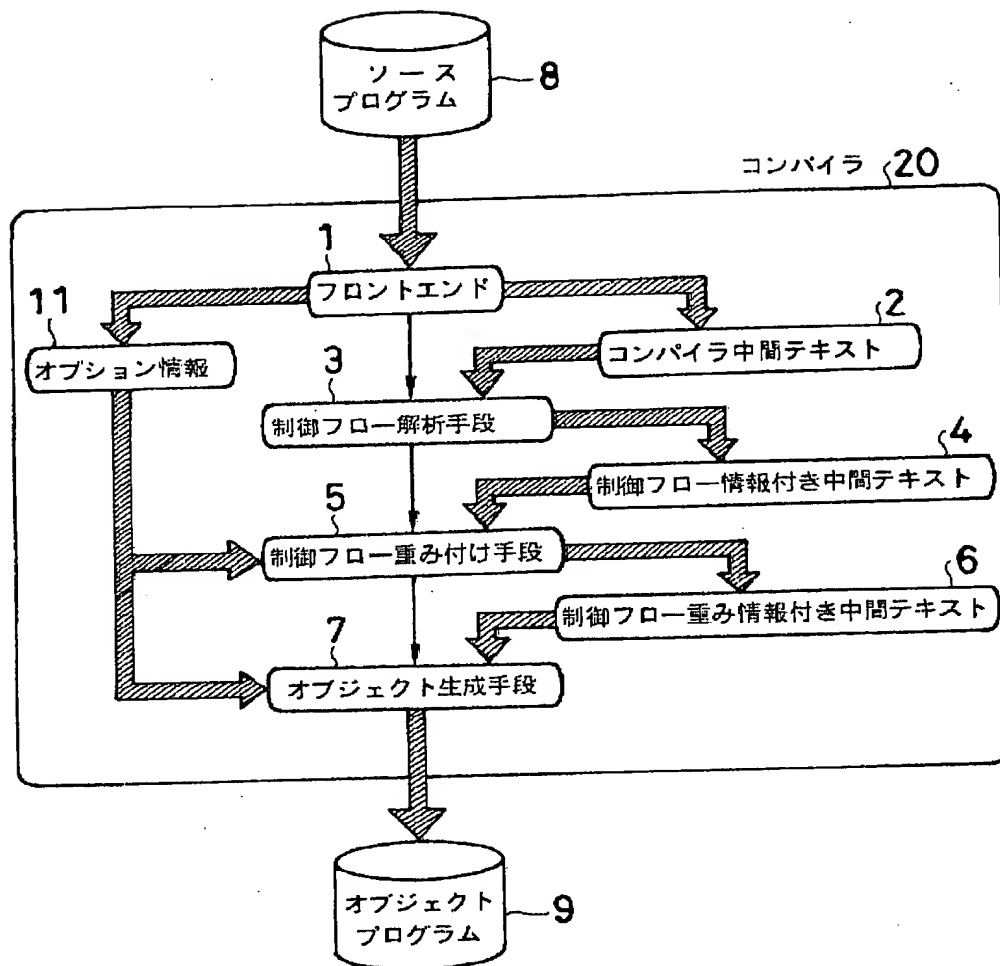 ソース
プログラム
8
コンパイラ 20
1
フロントエンド
11
オプション情報
2
コンパイラ中間テキスト
3
制御フロー解析手段
4
制御フロー情報付き中間テキスト
5
制御フロー重み付け手段
6
制御フロー重み情報付き中間テキスト
7
オブジェクト生成手段
オブジェクト
プログラム
9